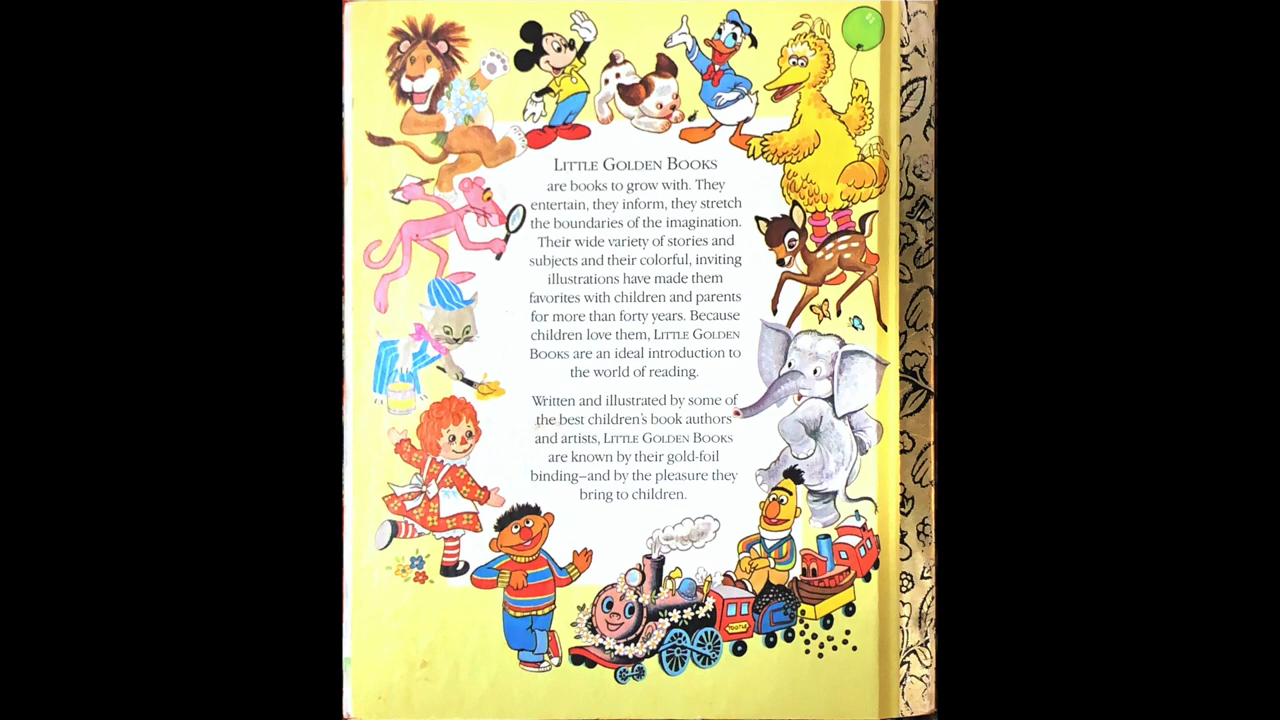 LITTLE GOLDEN BOOKS
are books to grow with. They
entertain, they inform, they stretch
the boundaries of the imagination.
Their wide variety of stories and
subjects and their colorful, inviting
illustrations have made them
favorites with children and parents
for more than forty years. Because
children love them, LITTLE GOLDEN
BOOKS are an ideal introduction to
the world of reading.
Written and illustrated by some of
the best children's book authors
and artists, LITTLE GOLDEN BOOKS
are known by their gold-foil
binding–and by the pleasure they
bring to children.
TOOTLE